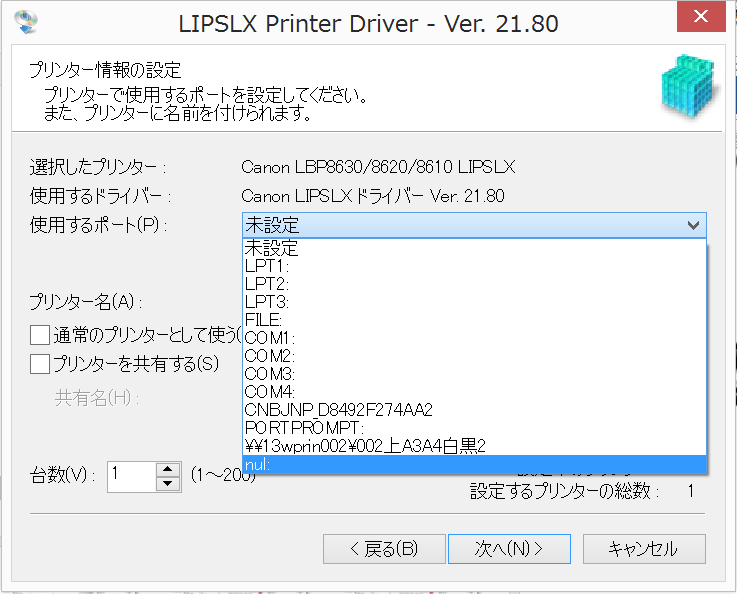 LIPSLX Printer Driver - Ver. 21.80
プリンター情報の設定
プリンターで使用するポートを設定してください。
また、プリンターに名前を付けられます。
選択したプリンター :
Canon LBP8630/8620/8610 LIPSLX
使用するドライバー :
Canon LIPSLX ドライバー Ver. 21.80
使用するポート(P) :
未設定
未設定
LPT1:
LPT2:
LPT3:
FILE:
COM1:
COM2:
COM3:
COM4:
CNBJNP_D8492F274AA2
PORTPROMPT:
¥¥13wprin002¥002上A3A4白黒2
nul:
プリンター名(A) :
通常のプリンターとして使う(
プリンターを共有する(S)
共有名(H) :
台数(V) :
1
(1～200)
設定するプリンターの総数 :
1
< 戻る(B)
次へ(N) >
キャンセル